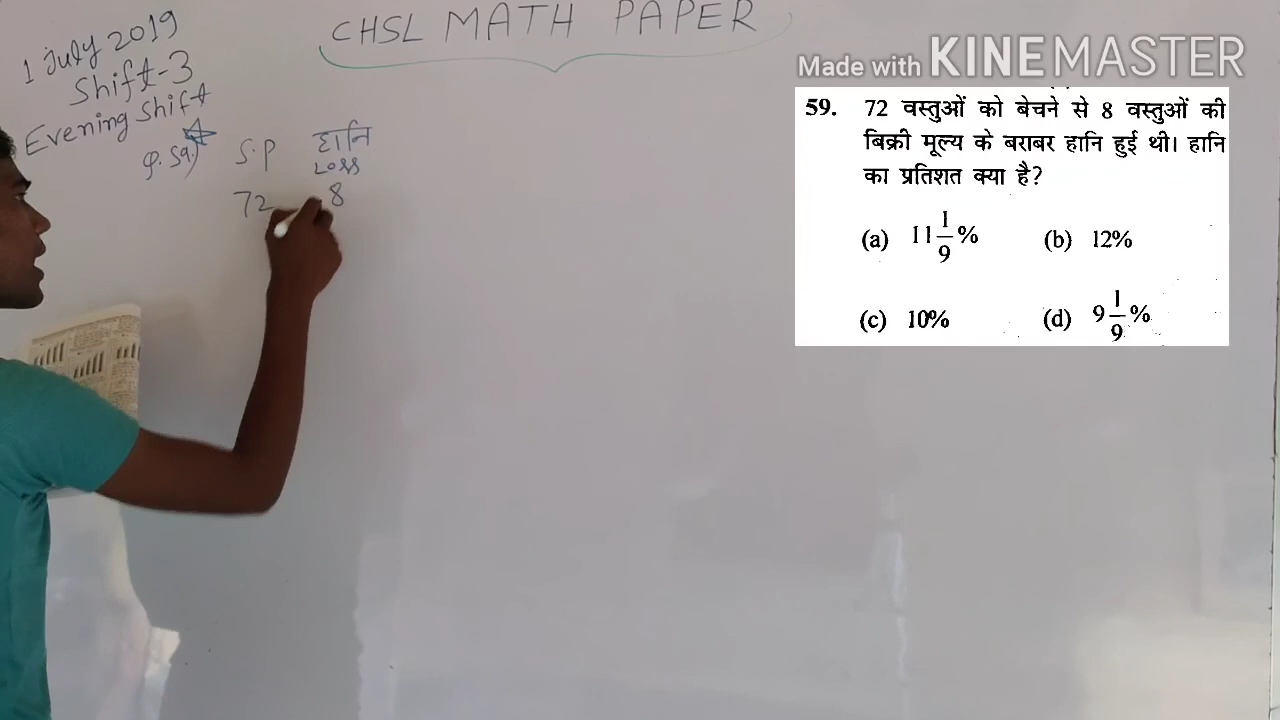 CHSL MATH PAPER
1 July 2019
Shift-3
Evening Shift
Q.59.)
S.P हानि
Loss
72 8
Made with KINEMASTER
59. 72 वस्तुओं को बेचने से 8 वस्तुओं की
बिक्री मूल्य के बराबर हानि हुई थी। हानि
का प्रतिशत क्या है?
(a) 11 1/9 % (b) 12%
(c) 10% (d) 9 1/9 %